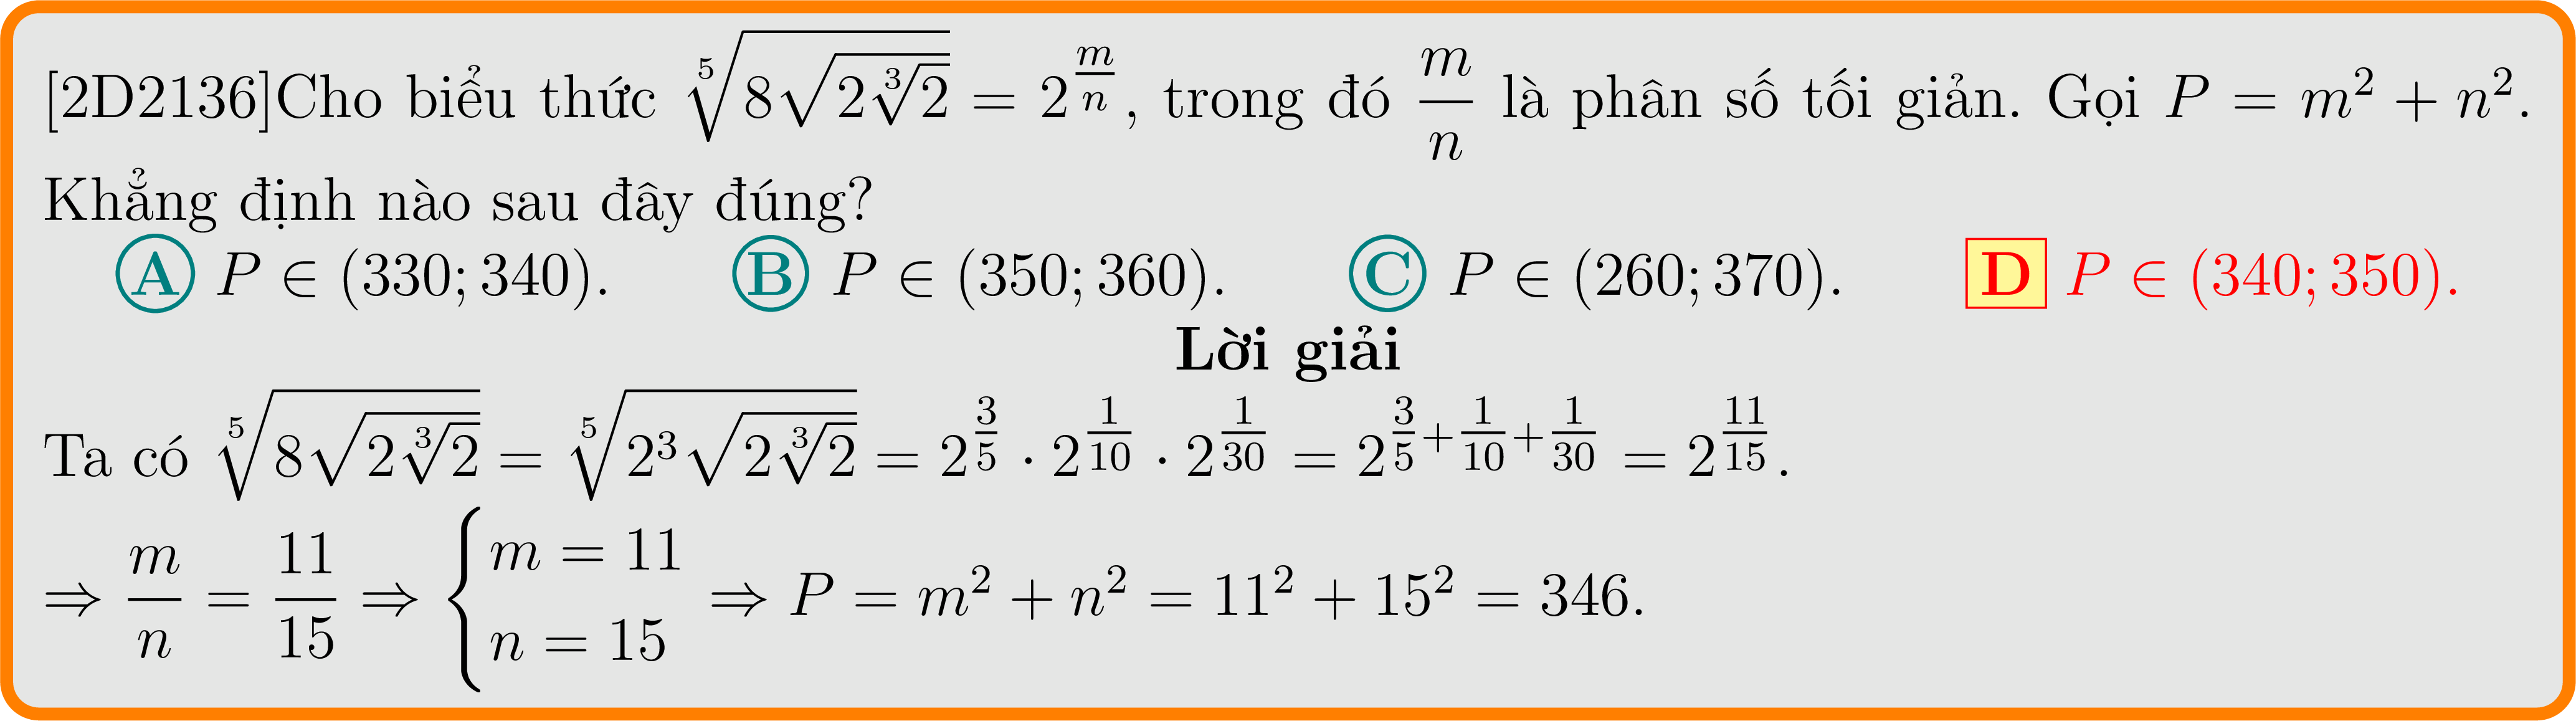 [2D2136]Cho biểu thức $\sqrt[5]{8\sqrt{2\sqrt[3]{2}}} = 2^{\frac{m}{n}}$, trong đó $\frac{m}{n}$ là phân số tối giản. Gọi $P = m^2 + n^2$.
Khẳng định nào sau đây đúng?
A $P \in (330; 340)$. B $P \in (350; 360)$. C $P \in (260; 370)$. D $P \in (340; 350)$.
Lời giải
Ta có $\sqrt[5]{8\sqrt{2\sqrt[3]{2}}} = \sqrt[5]{2^3\sqrt{2\sqrt[3]{2}}} = 2^{\frac{3}{5}} \cdot 2^{\frac{1}{10}} \cdot 2^{\frac{1}{30}} = 2^{\frac{3}{5}+\frac{1}{10}+\frac{1}{30}} = 2^{\frac{11}{15}}$.
$\Rightarrow \frac{m}{n} = \frac{11}{15} \Rightarrow \begin{cases} m = 11 \\ n = 15 \end{cases} \Rightarrow P = m^2 + n^2 = 11^2 + 15^2 = 346$.